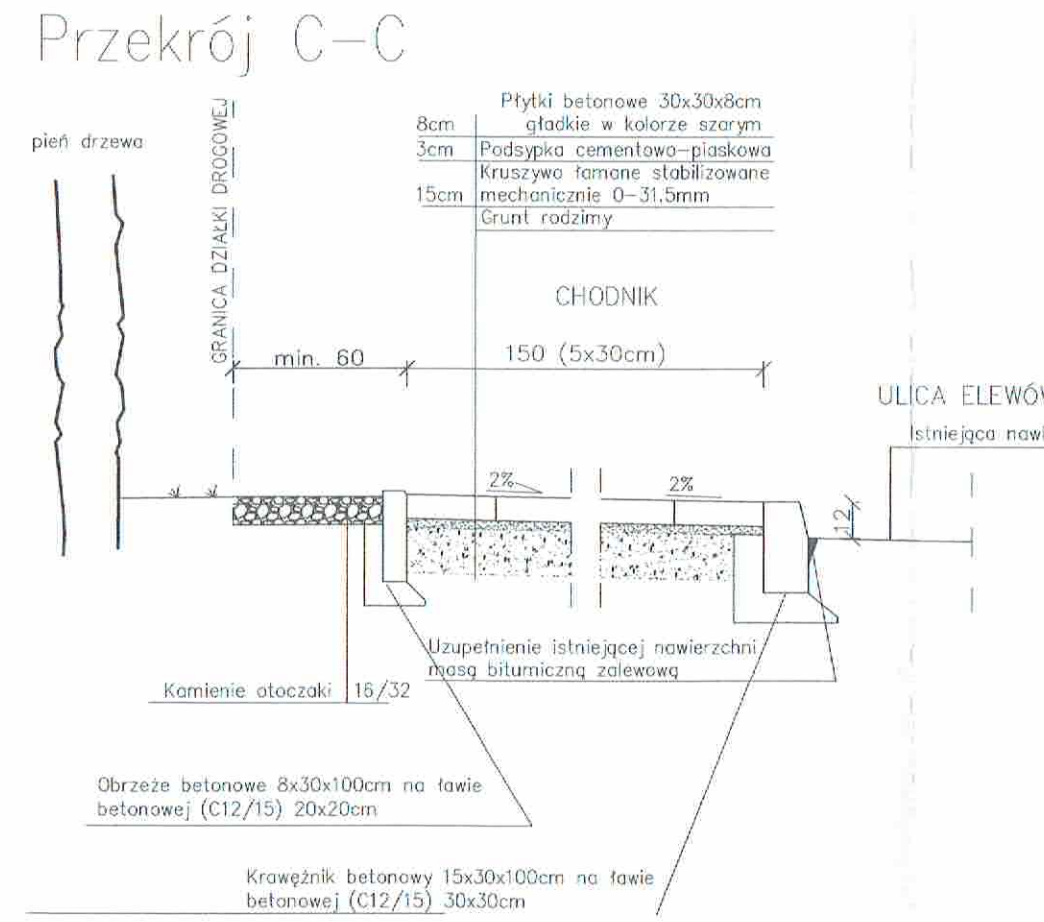 Przekrój C-C
pień drzewa
GRANICA DZIAŁKI DROGOWEJ
Płytki betonowe 30x30x8cm
8cm gładkie w kolorze szarym
3cm Podsypka cementowo-piaskowa
Kruszywo łamane stabilizowane
15cm mechanicznie 0-31,5mm
Grunt rodzimy
CHODNIK
min. 60
150 (5x30cm)
ULICA ELEWÓW
Istniejąca nawi
2%
2%
12
Uzupełnienie istniejącej nawierzchni
masą bitumiczną zalewową
Kamienie otoczaki 16/32
Obrzeże betonowe 8x30x100cm na ławie
betonowej (C12/15) 20x20cm
Krawężnik betonowy 15x30x100cm na ławie
betonowej (C12/15) 30x30cm